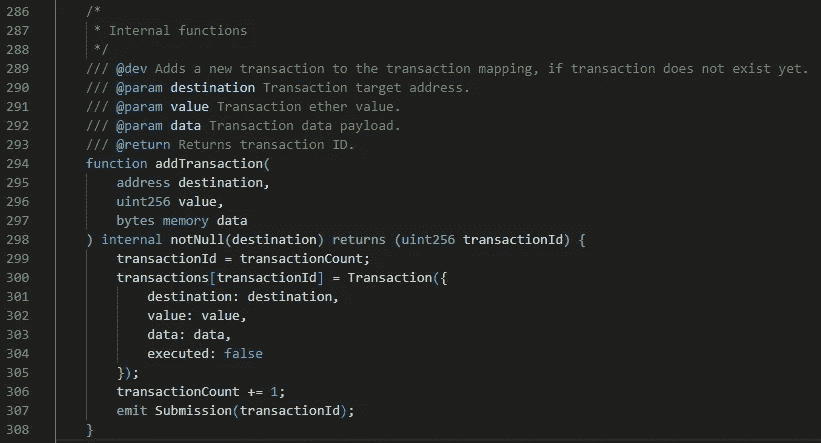 286 /*
287 * Internal functions
288 */
289 /// @dev Adds a new transaction to the transaction mapping, if transaction does not exist yet.
290 /// @param destination Transaction target address.
291 /// @param value Transaction ether value.
292 /// @param data Transaction data payload.
293 /// @return Returns transaction ID.
294 function addTransaction(
295 address destination,
296 uint256 value,
297 bytes memory data
298 ) internal notNull(destination) returns (uint256 transactionId) {
299 transactionId = transactionCount;
300 transactions[transactionId] = Transaction({
301 destination: destination,
302 value: value,
303 data: data,
304 executed: false
305 });
306 transactionCount += 1;
307 emit Submission(transactionId);
308 }